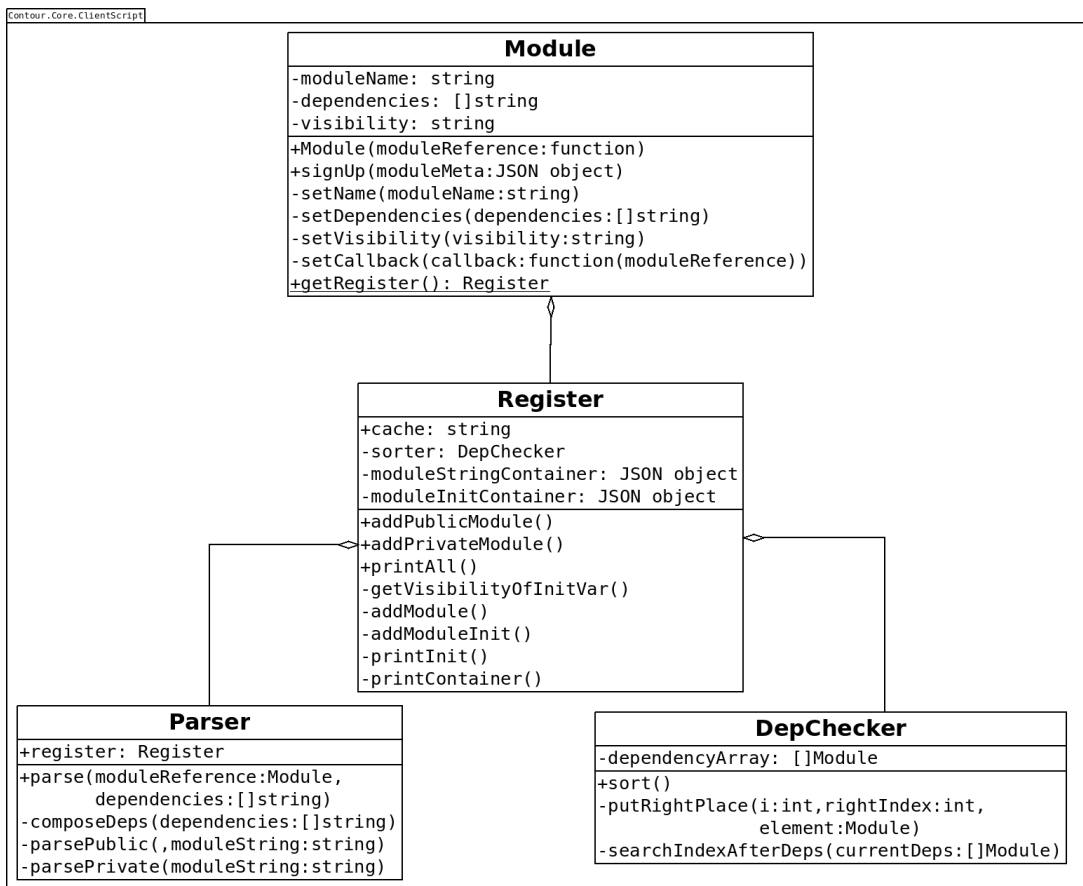 Contour.Core.ClientScript
Module
-moduleName: string
-dependencies: []string
-visibility: string
+Module(moduleReference:function)
+signUp(moduleMeta:JSON object)
-setName(moduleName:string)
-setDependencies(dependencies:[]string)
-setVisibility(visibility:string)
-setCallback(callback:function(moduleReference))
+getRegister(): Register
Register
+cache: string
-sorter: DepChecker
-moduleStringContainer: JSON object
-moduleInitContainer: JSON object
+addPublicModule()
+addPrivateModule()
+printAll()
-getVisibilityOfInitVar()
-addModule()
-addModuleInit()
-printInit()
-printContainer()
Parser
+register: Register
+parse(moduleReference:Module,
dependencies:[]string)
-composeDeps(dependencies:[]string)
-parsePublic(,moduleString:string)
-parsePrivate(moduleString:string)
DepChecker
-dependencyArray: []Module
+sort()
-putRightPlace(i:int,rightIndex:int,
element:Module)
-searchIndexAfterDeps(currentDeps:[]Module)